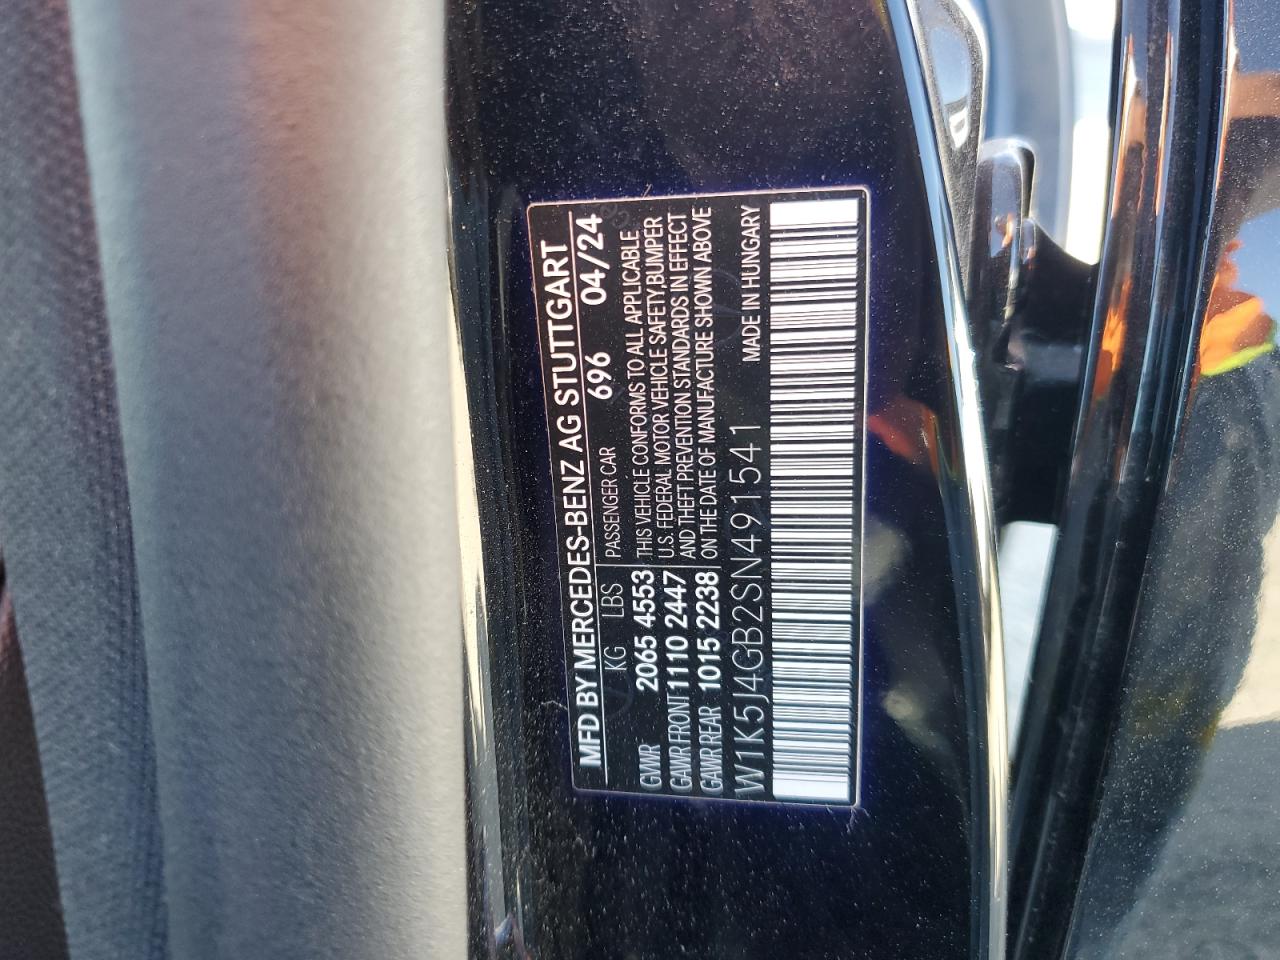 MFD BY MERCEDES-BENZ AG STUTTGART
KG LBS PASSENGER CAR 696 04/24
GVWR 2065 4553 THIS VEHICLE CONFORMS TO ALL APPLICABLE
GAWR FRONT 1110 2447 U.S. FEDERAL MOTOR VEHICLE SAFETY,BUMPER
GAWR REAR 1015 2238 AND THEFT PREVENTION STANDARDS IN EFFECT
ON THE DATE OF MANUFACTURE SHOWN ABOVE
W1K5J4GB2SN491541 MADE IN HUNGARY